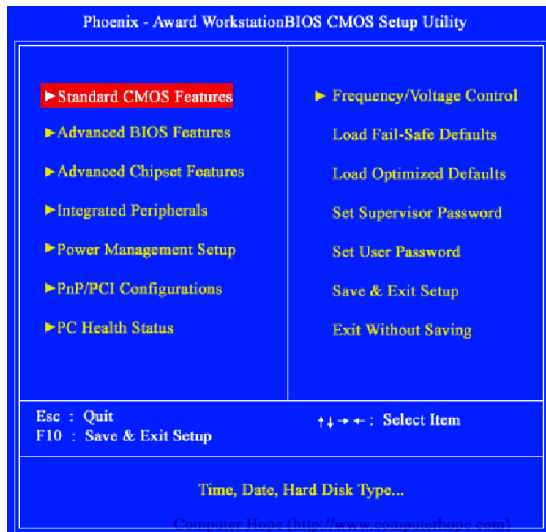 Phoenix - Award WorkstationBIOS CMOS Setup Utility
►Standard CMOS Features
►Advanced BIOS Features
►Advanced Chipset Features
►Integrated Peripherals
►Power Management Setup
►PnP/PCI Configurations
►PC Health Status
► Frequency/Voltage Control
Load Fail-Safe Defaults
Load Optimized Defaults
Set Supervisor Password
Set User Password
Save & Exit Setup
Exit Without Saving
Esc : Quit
F10 : Save & Exit Setup
↑↓→← : Select Item
Time, Date, Hard Disk Type...
Computer Hope (http://www.computerhope.com)